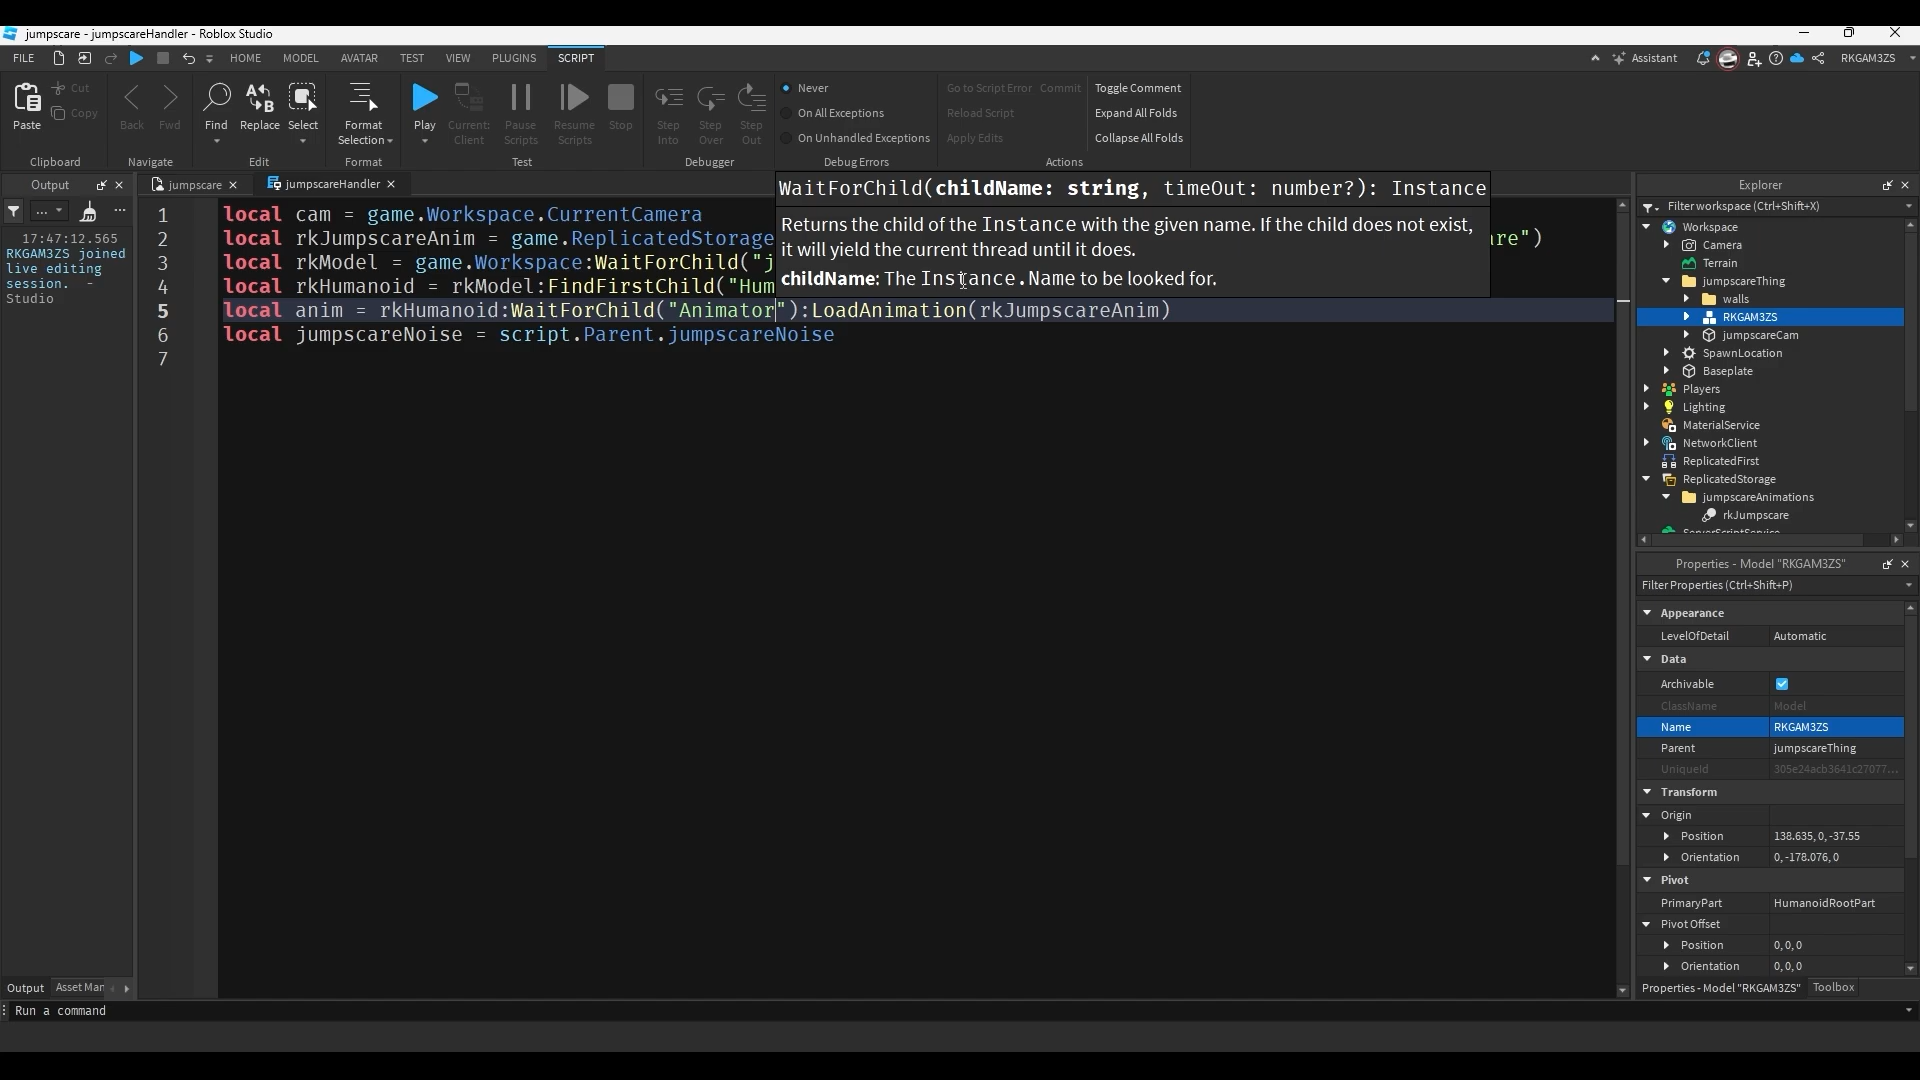 jumpscare - jumpscareHandler - Roblox Studio
FILE HOME MODEL AVATAR TEST VIEW PLUGINS SCRIPT Assistant RKGAM3ZS
Paste Cut Copy Back Fwd Find Replace Select Format Selection Play Current: Client Pause Scripts Resume Scripts Stop Step Into Step Over Step Out
Never
On All Exceptions
On Unhandled Exceptions
Go to Script Error Commit
Reload Script
Apply Edits
Toggle Comment
Expand All Folds
Collapse All Folds
Clipboard Navigate Edit Format Test Debugger Debug Errors Actions
Output
...
17:47:12.565
RKGAM3ZS joined
live editing
session. -
Studio
jumpscare jumpscareHandler
WaitForChild(childName: string, timeOut: number?): Instance
Returns the child of the Instance with the given name. If the child does not exist,
it will yield the current thread until it does.
childName: The Instance.Name to be looked for.
1 local cam = game.Workspace.CurrentCamera
2 local rkJumpscareAnim = game.ReplicatedStorage re")
3 local rkModel = game.Workspace:WaitForChild("j
4 local rkHumanoid = rkModel:FindFirstChild("Hum
5 local anim = rkHumanoid:WaitForChild("Animator"):LoadAnimation(rkJumpscareAnim)
6 local jumpscareNoise = script.Parent.jumpscareNoise
7
Explorer
Filter workspace (Ctrl+Shift+X)
Workspace
Camera
Terrain
jumpscareThing
walls
RKGAM3ZS
jumpscareCam
SpawnLocation
Baseplate
Players
Lighting
MaterialService
NetworkClient
ReplicatedFirst
ReplicatedStorage
jumpscareAnimations
rkJumpscare
ServerScriptService
Properties - Model "RKGAM3ZS"
Filter Properties (Ctrl+Shift+P)
Appearance
LevelOfDetail Automatic
Data
Archivable
ClassName Model
Name RKGAM3ZS
Parent jumpscareThing
UniqueId 305e24acb3641c27077...
Transform
Origin
Position 138.635, 0, -37.55
Orientation 0, -178.076, 0
Pivot
PrimaryPart HumanoidRootPart
Pivot Offset
Position 0, 0, 0
Orientation 0, 0, 0
Output Asset Man
Properties - Model "RKGAM3ZS" Toolbox
Run a command